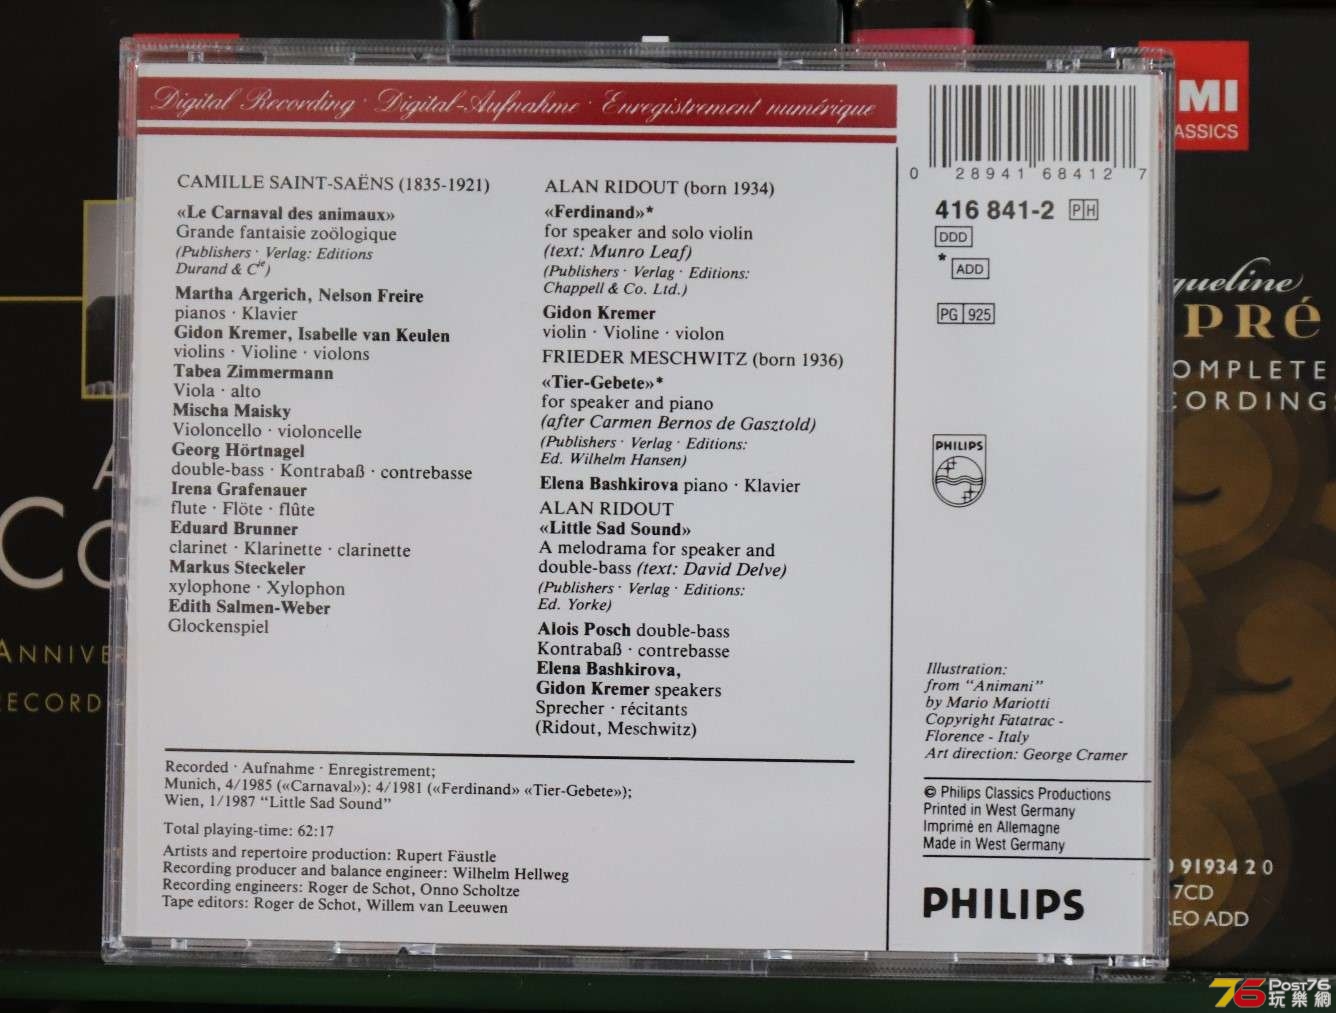 Digital Recording · Digital-Aufnahme · Enregistrement numérique
CAMILLE SAINT-SAËNS (1835-1921)
«Le Carnaval des animaux»
Grande fantaisie zoölogique
(Publishers · Verlag: Editions
Durand & Cie)
Martha Argerich, Nelson Freire
pianos · Klavier
Gidon Kremer, Isabelle van Keulen
violins · Violine · violons
Tabea Zimmermann
Viola · alto
Mischa Maisky
Violoncello · violoncelle
Georg Hörtnagel
double-bass · Kontrabaß · contrebasse
Irena Grafenauer
flute · Flöte · flûte
Eduard Brunner
clarinet · Klarinette · clarinette
Markus Steckeler
xylophone · Xylophon
Edith Salmen-Weber
Glockenspiel
ALAN RIDOUT (born 1934)
«Ferdinand»*
for speaker and solo violin
(text: Munro Leaf)
(Publishers · Verlag · Editions:
Chappell & Co. Ltd.)
Gidon Kremer
violin · Violine · violon
FRIEDER MESCHWITZ (born 1936)
«Tier-Gebete»*
for speaker and piano
(after Carmen Bernos de Gasztold)
(Publishers · Verlag · Editions:
Ed. Wilhelm Hansen)
Elena Bashkirova piano · Klavier
ALAN RIDOUT
«Little Sad Sound»
A melodrama for speaker and
double-bass (text: David Delve)
(Publishers · Verlag · Editions:
Ed. Yorke)
Alois Posch double-bass
Kontrabaß · contrebasse
Elena Bashkirova,
Gidon Kremer speakers
Sprecher · récitants
(Ridout, Meschwitz)
Recorded · Aufnahme · Enregistrement;
Munich, 4/1985 («Carnaval»): 4/1981 («Ferdinand» «Tier-Gebete»);
Wien, 1/1987 "Little Sad Sound"
Total playing-time: 62:17
Artists and repertoire production: Rupert Fäustle
Recording producer and balance engineer: Wilhelm Hellweg
Recording engineers: Roger de Schot, Onno Scholtze
Tape editors: Roger de Schot, Willem van Leeuwen
0 28941 68412 7
416 841-2 PH
DDD
* ADD
PG 925
PHILIPS
Illustration:
from "Animani"
by Mario Mariotti
Copyright Fatatrac -
Florence - Italy
Art direction: George Cramer
© Philips Classics Productions
Printed in West Germany
Imprimé en Allemagne
Made in West Germany
PHILIPS
MI
ASSICS
queline
PRé
OMPLETE
CORDINGS
91934 2 0
7CD
EO ADD
Co
ANNIVE
RECORD
76 Post76
玩樂網